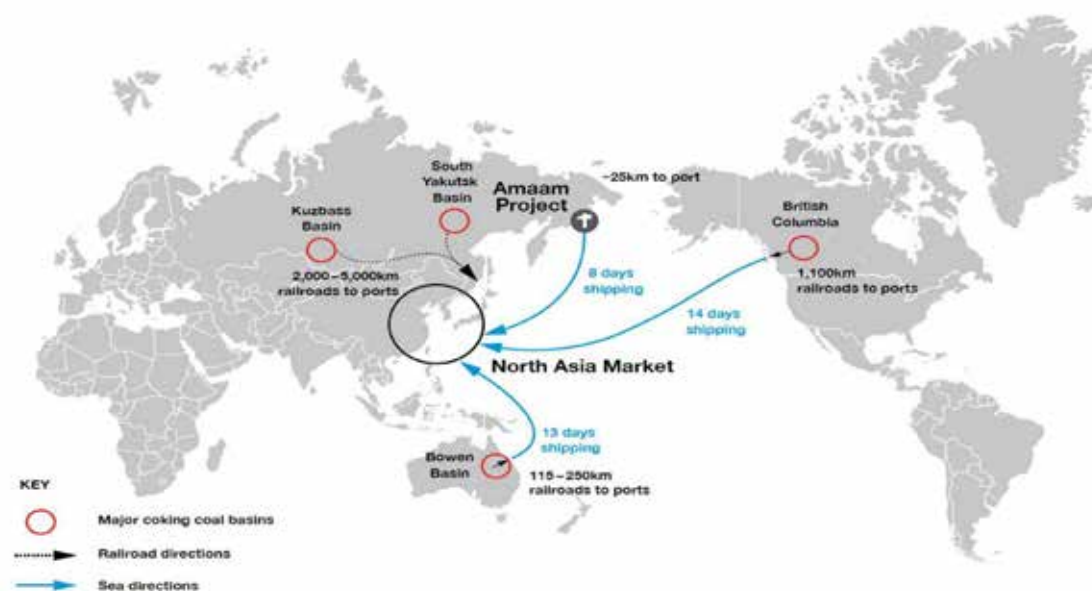 South
Yakutsk
Basin
Amaam
Project
~25km to port
Kuzbass
Basin
British
Columbia
2,000–5,000km
railroads to ports
8 days
shipping
1,100km
railroads to ports
14 days
shipping
North Asia Market
13 days
shipping
Bowen
Basin
115–250km
railroads to ports
KEY
Major coking coal basins
Railroad directions
Sea directions